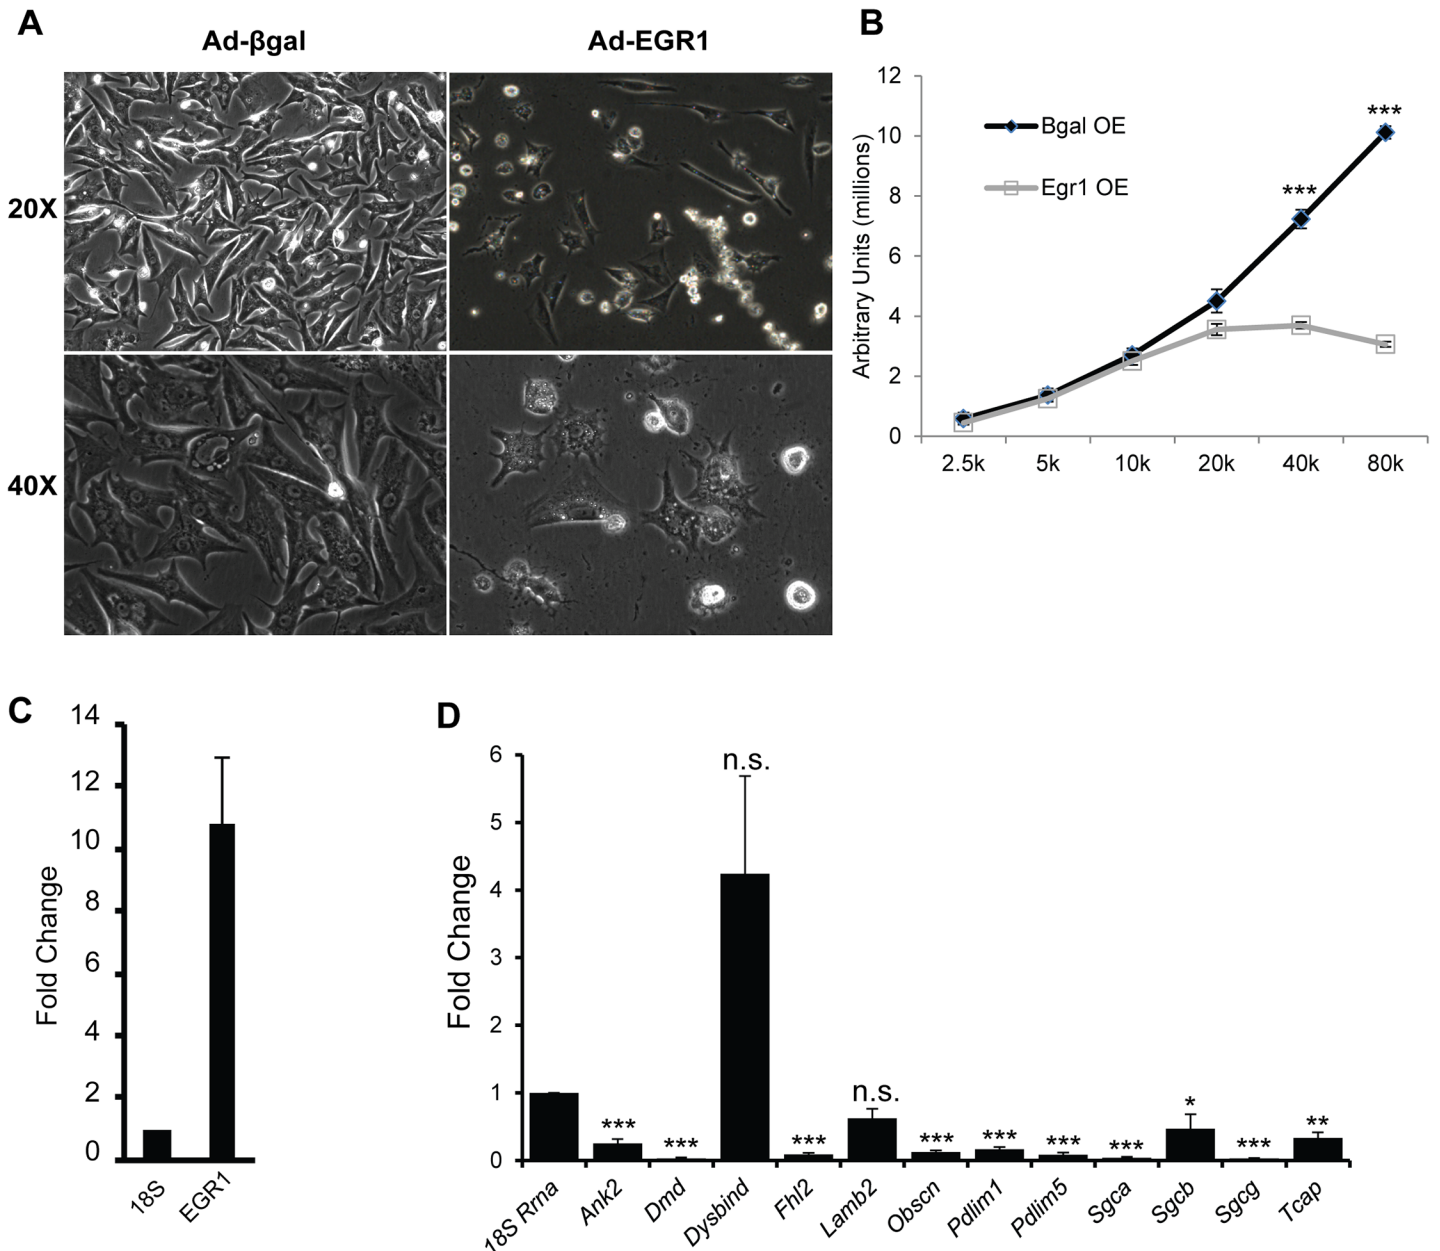 A
Ad-βgal
Ad-EGR1
20X
40X
B
12
10
8
6
4
2
0
Arbitrary Units (millions)
Bgal OE
Egr1 OE
***
***
2.5k
5k
10k
20k
40k
80k
C
14
12
10
8
6
4
2
0
Fold Change
18S
EGR1
D
6
5
4
3
2
1
0
Fold Change
***
***
n.s.
***
n.s.
***
***
***
***
*
***
**
18S Rrna
Ank2
Dmd
Dysbind
Fhl2
Lamb2
Obscn
Pdlim1
Pdlim5
Sgca
Sgcb
Sgcg
Tcap